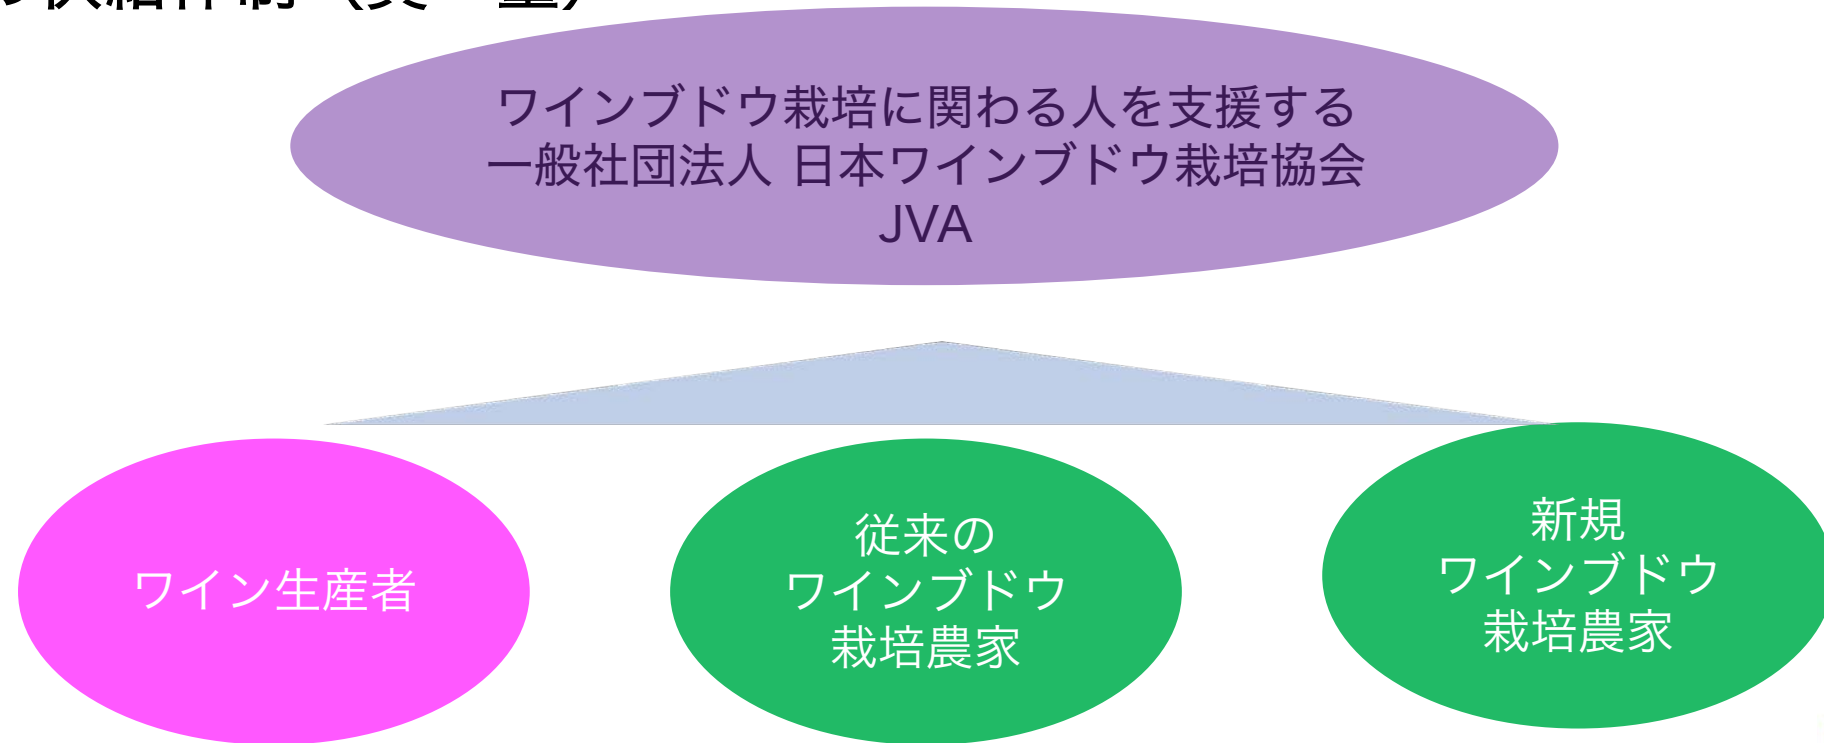 ワインブドウ栽培に関わる人を支援する
一般社団法人 日本ワインブドウ栽培協会
JVA
ワイン生産者
従来の
ワインブドウ
栽培農家
新規
ワインブドウ
栽培農家